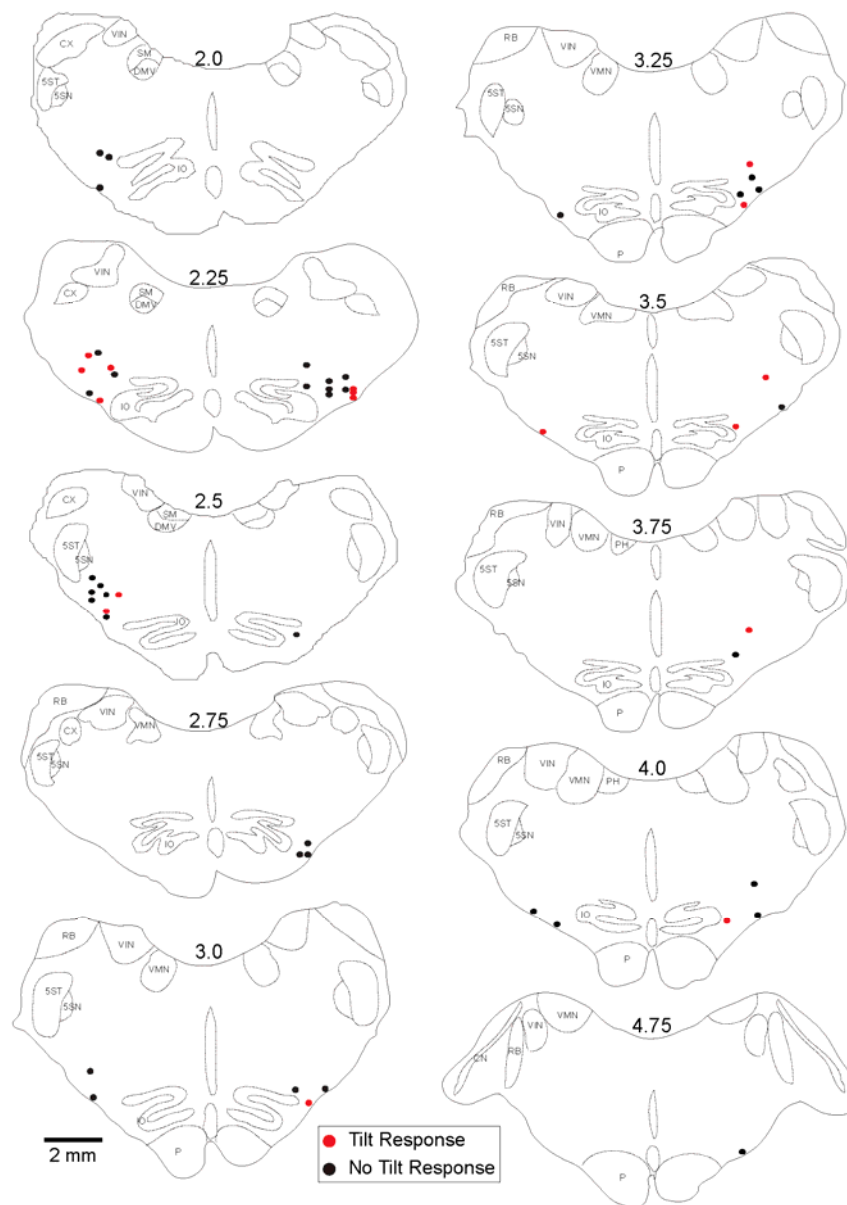 2.0
CX
VIN
SM
DMV
5ST
5SN
IO
2.25
VIN
CX
SM
DMV
IO
2.5
CX
VIN
SM
DMV
5ST
5SN
IO
2.75
RB
VIN
VMN
CX
5ST
5SN
IO
3.0
RB
VIN
VMN
5ST
5SN
IO
P
2 mm
3.25
RB
VIN
VMN
5ST
5SN
IO
P
3.5
RB
VIN
VMN
5ST
5SN
IO
P
3.75
RB
VIN
VMN
PH
5ST
5SN
IO
P
4.0
RB
VIN
VMN
PH
5ST
5SN
IO
P
4.75
VMN
VIN
RB
CN
P
Tilt Response
No Tilt Response